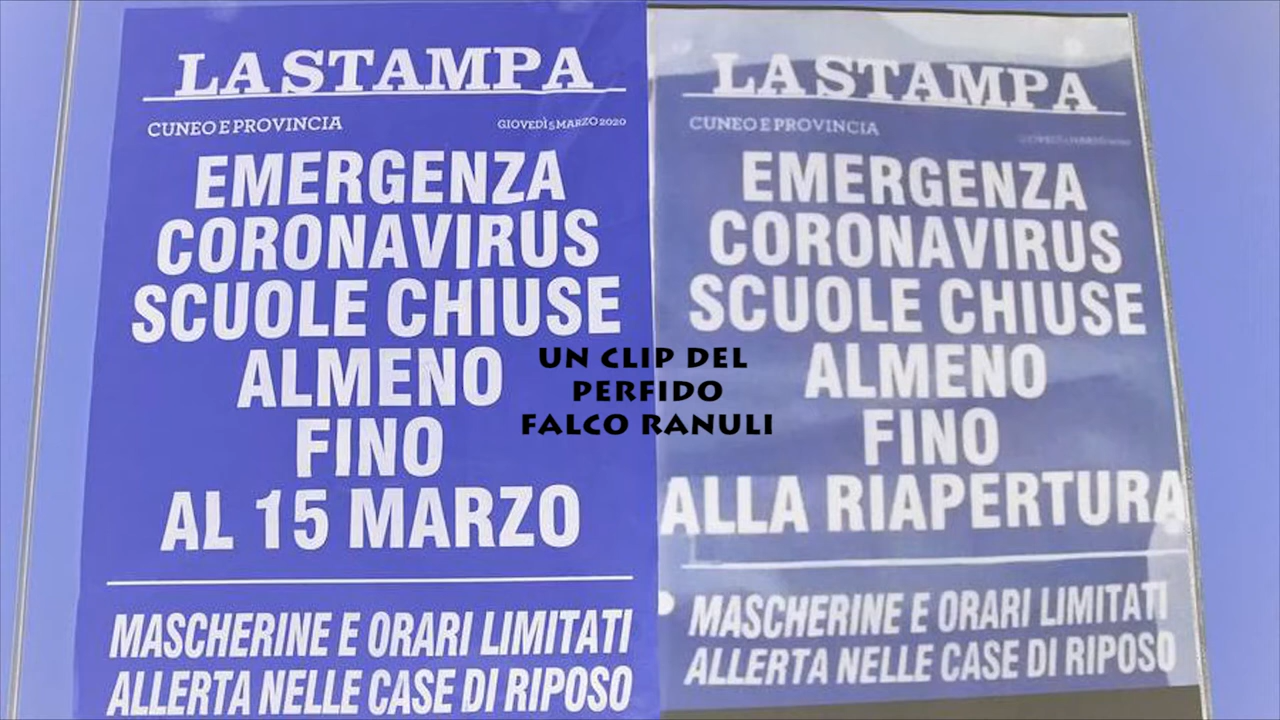 LA STAMPA
CUNEO E PROVINCIA
GIOVEDÌ 5 MARZO 2020
EMERGENZA
CORONAVIRUS
SCUOLE CHIUSE
ALMENO
FINO
AL 15 MARZO
MASCHERINE E ORARI LIMITATI
ALLERTA NELLE CASE DI RIPOSO
UN CLIP DEL
PERFIDO
FALCO RANULI
LA STAMPA
CUNEO E PROVINCIA
EMERGENZA
CORONAVIRUS
SCUOLE CHIUSE
ALMENO
FINO
ALLA RIAPERTURA
MASCHERINE E ORARI LIMITATI
ALLERTA NELLE CASE DI RIPOSO